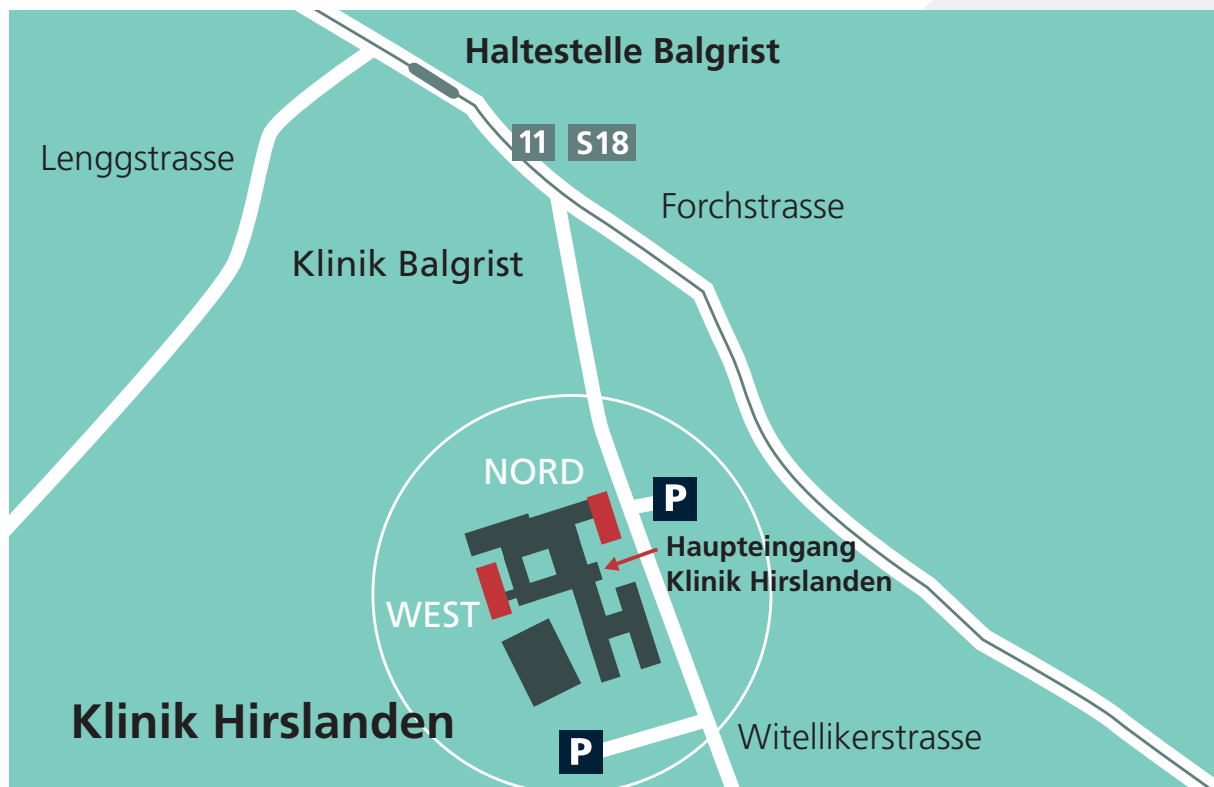 Haltestelle Balgrist
11 S18
Lenggstrasse
Forchstrasse
Klinik Balgrist
NORD
P
Haupteingang
Klinik Hirslanden
WEST
Klinik Hirslanden
Witellikerstrasse
P